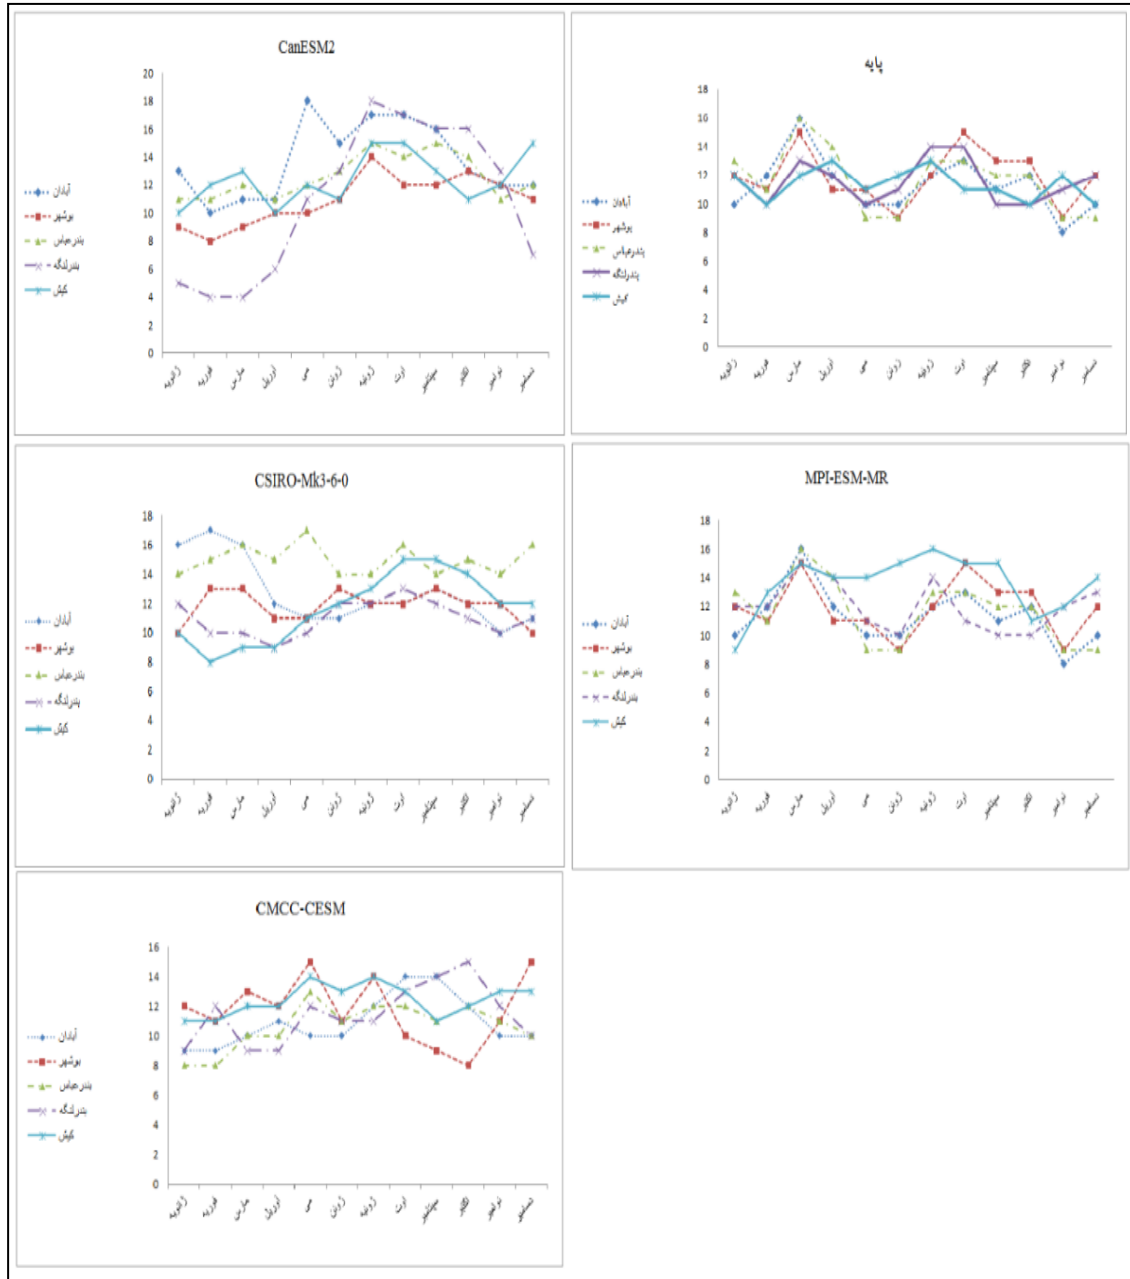 CanESM2
20
18
16
14
12
10
8
6
4
2
0
آبادان
بوشهر
بندرعباس
بندرلنگه
کیش
ژانویه
فوریه
مارس
آوریل
می
ژوئن
ژوئیه
اوت
سپتامبر
اکتبر
نوامبر
دسامبر
پایه
18
16
14
12
10
8
6
4
2
0
آبادان
بوشهر
بندرعباس
بندرلنگه
کیش
ژانویه
فوریه
مارس
آوریل
می
ژوئن
ژوئیه
اوت
سپتامبر
اکتبر
نوامبر
دسامبر
CSIRO-Mk3-6-0
18
16
14
12
10
8
6
4
2
0
آبادان
بوشهر
بندرعباس
بندرلنگه
کیش
ژانویه
فوریه
مارس
آوریل
می
ژوئن
ژوئیه
اوت
سپتامبر
اکتبر
نوامبر
دسامبر
MPI-ESM-MR
18
16
14
12
10
8
6
4
2
0
آبادان
بوشهر
بندرعباس
بندرلنگه
کیش
ژانویه
فوریه
مارس
آوریل
می
ژوئن
ژوئیه
اوت
سپتامبر
اکتبر
نوامبر
دسامبر
CMCC-CESM
16
14
12
10
8
6
4
2
0
آبادان
بوشهر
بندرعباس
بندرلنگه
کیش
ژانویه
فوریه
مارس
آوریل
می
ژوئن
ژوئیه
اوت
سپتامبر
اکتبر
نوامبر
دسامبر